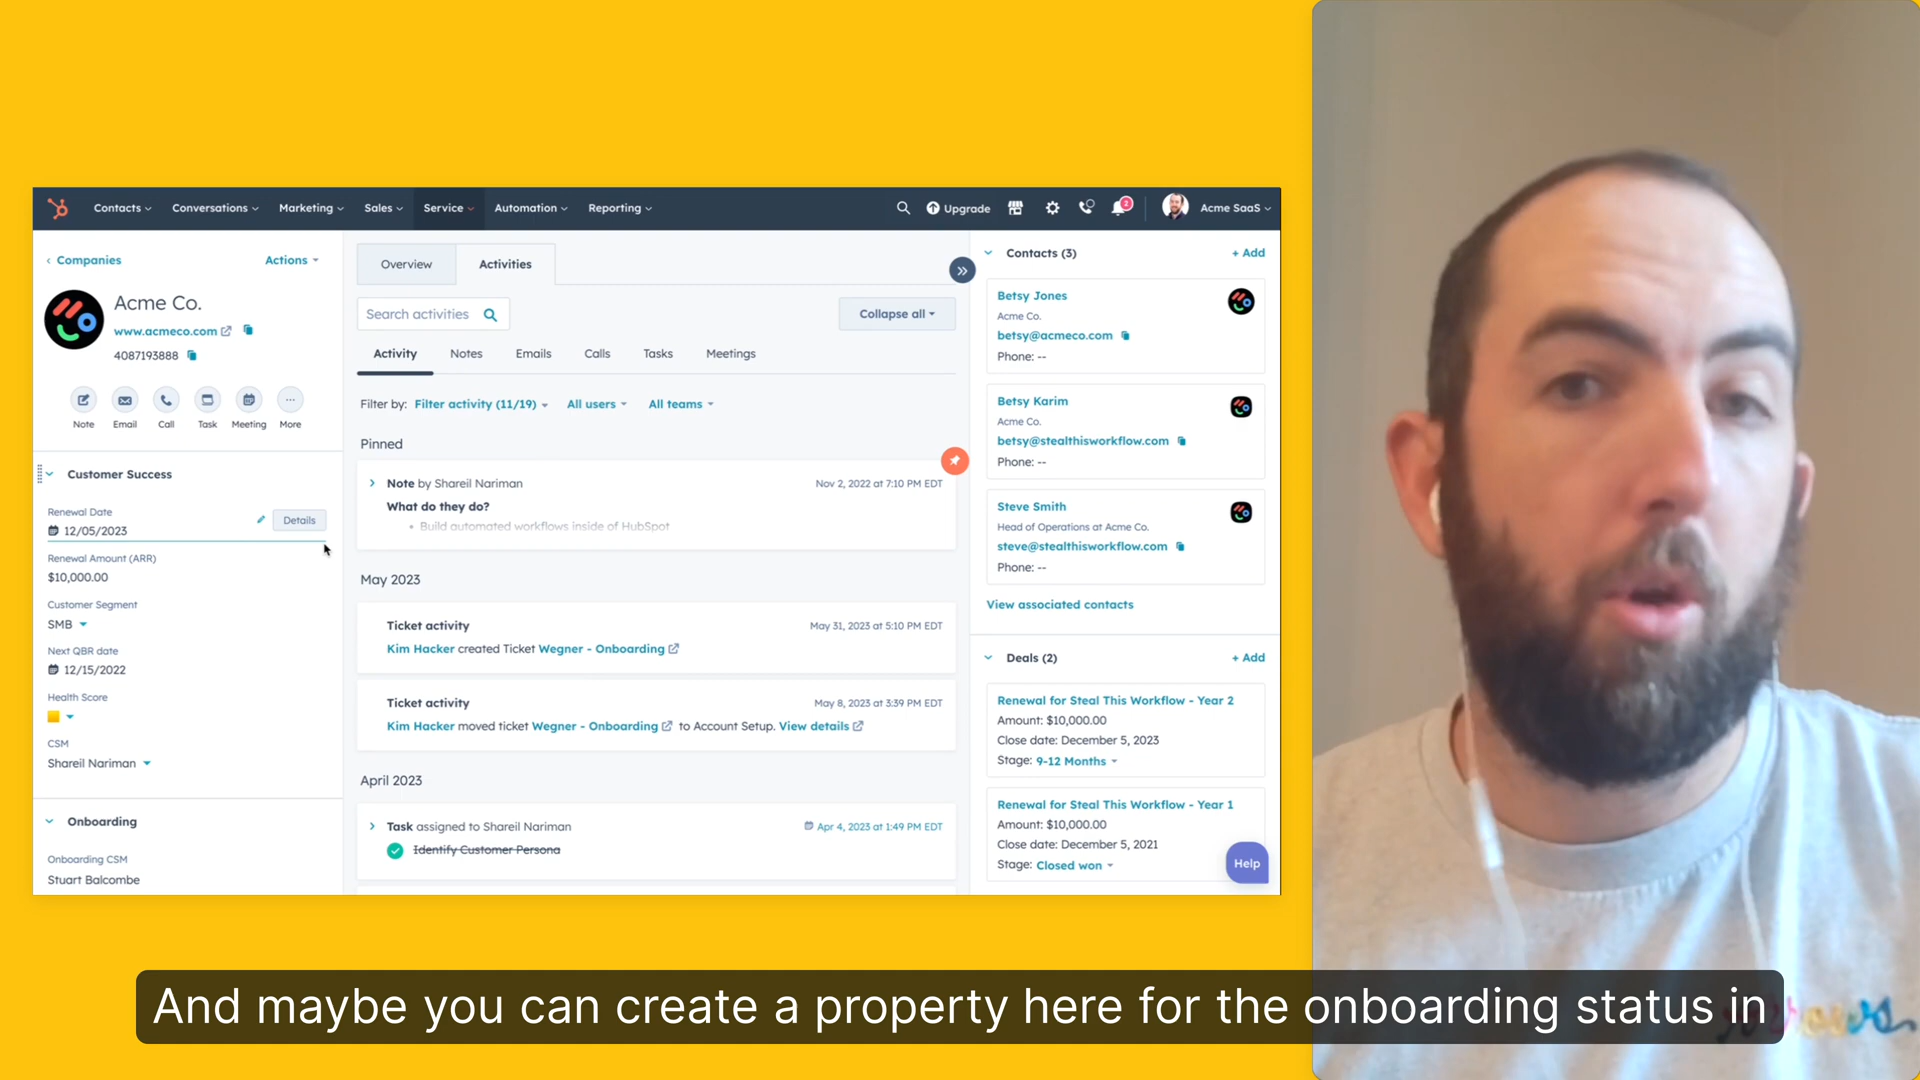 Contacts
Conversations
Marketing
Sales
Service
Automation
Reporting
Upgrade
2
Acme SaaS
Companies
Actions
Acme Co.
www.acmeco.com
4087193888
Note
Email
Call
Task
Meeting
More
Customer Success
Renewal Date
12/05/2023
Details
Renewal Amount (ARR)
$10,000.00
Customer Segment
SMB
Next QBR date
12/15/2022
Health Score
CSM
Shareil Nariman
Onboarding
Onboarding CSM
Stuart Balcombe
Overview
Activities
Search activities
Collapse all
Activity
Notes
Emails
Calls
Tasks
Meetings
Filter by: Filter activity (11/19) All users All teams
Pinned
Note by Shareil Nariman
Nov 2, 2022 at 7:10 PM EDT
What do they do?
• Build automated workflows inside of HubSpot
May 2023
Ticket activity
May 31, 2023 at 5:10 PM EDT
Kim Hacker created Ticket Wegner - Onboarding
Ticket activity
May 8, 2023 at 3:39 PM EDT
Kim Hacker moved ticket Wegner - Onboarding to Account Setup. View details
April 2023
Task assigned to Shareil Nariman
Apr 4, 2023 at 1:49 PM EDT
Identify Customer Persona
Contacts (3)
+ Add
Betsy Jones
Acme Co.
betsy@acmeco.com
Phone: --
Betsy Karim
Acme Co.
betsy@stealthisworkflow.com
Phone: --
Steve Smith
Head of Operations at Acme Co.
steve@stealthisworkflow.com
Phone: --
View associated contacts
Deals (2)
+ Add
Renewal for Steal This Workflow - Year 2
Amount: $10,000.00
Close date: December 5, 2023
Stage: 9-12 Months
Renewal for Steal This Workflow - Year 1
Amount: $10,000.00
Close date: December 5, 2021
Stage: Closed won
Help
And maybe you can create a property here for the onboarding status in